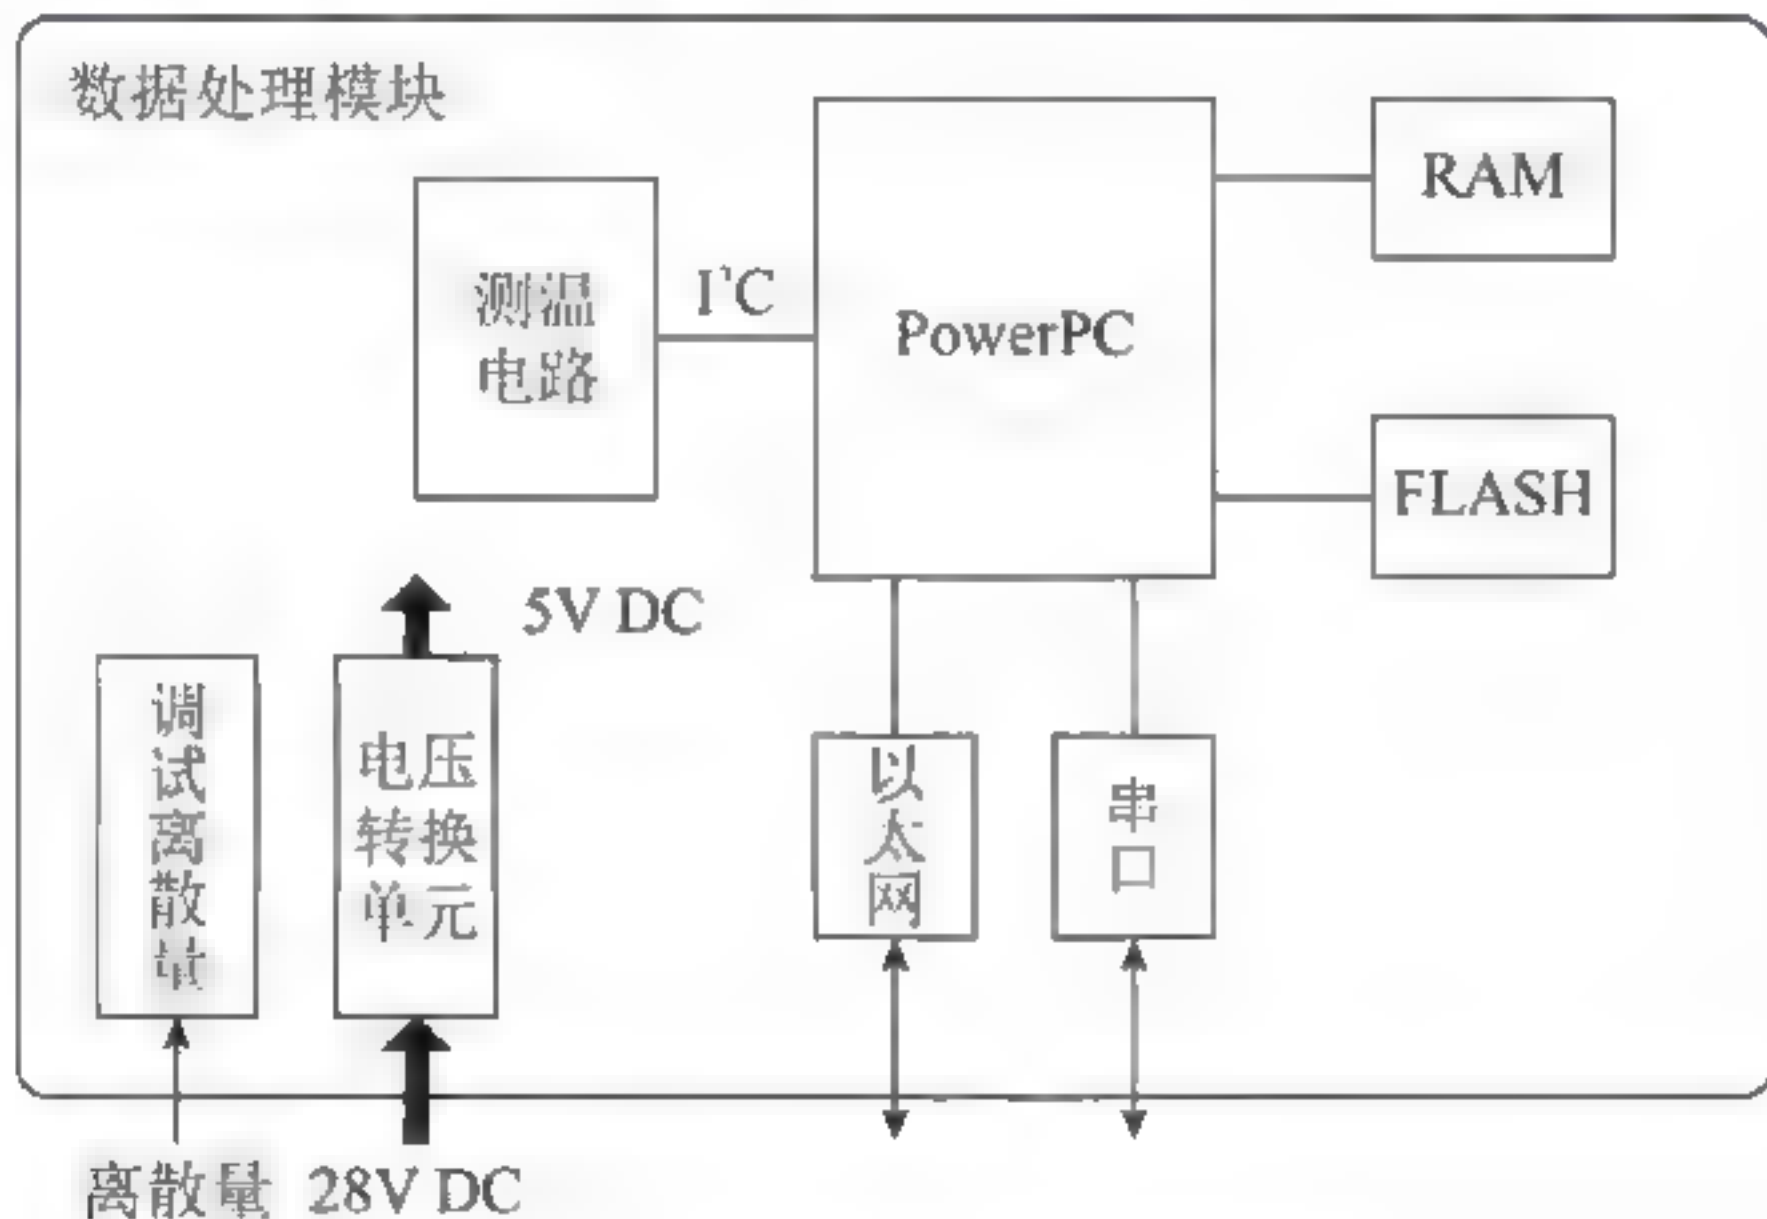 数据处理模块
RAM
测温
电路
I²C
PowerPC
FLASH
5V DC
调
试
离
散
量
电压
转换
单元
以
太
网
串
口
离散量
28V DC